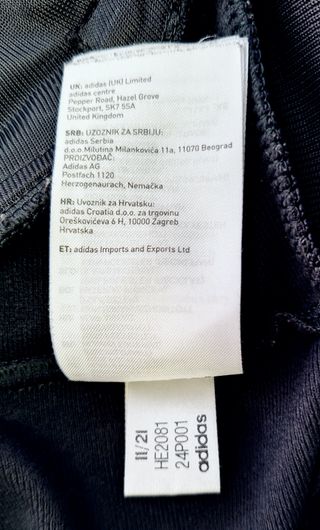 UK: adidas (UK) Limited
adidas centre
Pepper Road, Hazel Grove
Stockport, SK7 5SA
United Kingdom
SRB: UZOZNIK ZA SRBIJU:
adidas Serbia
d.o.o. Milutina Milankovića 11a, 11070 Beograd
PROIZVOĐAČ:
Adidas AG
Postfach 1120
Herzogenaurach, Nemačka
HR: Uvoznik za Hrvatsku:
adidas Croatia d.o.o. za trgovinu
Oreškovićeva 6 H, 10000 Zagreb
Hrvatska
ET: adidas Imports and Exports Ltd
11/21
HE2081
24P001
adidas